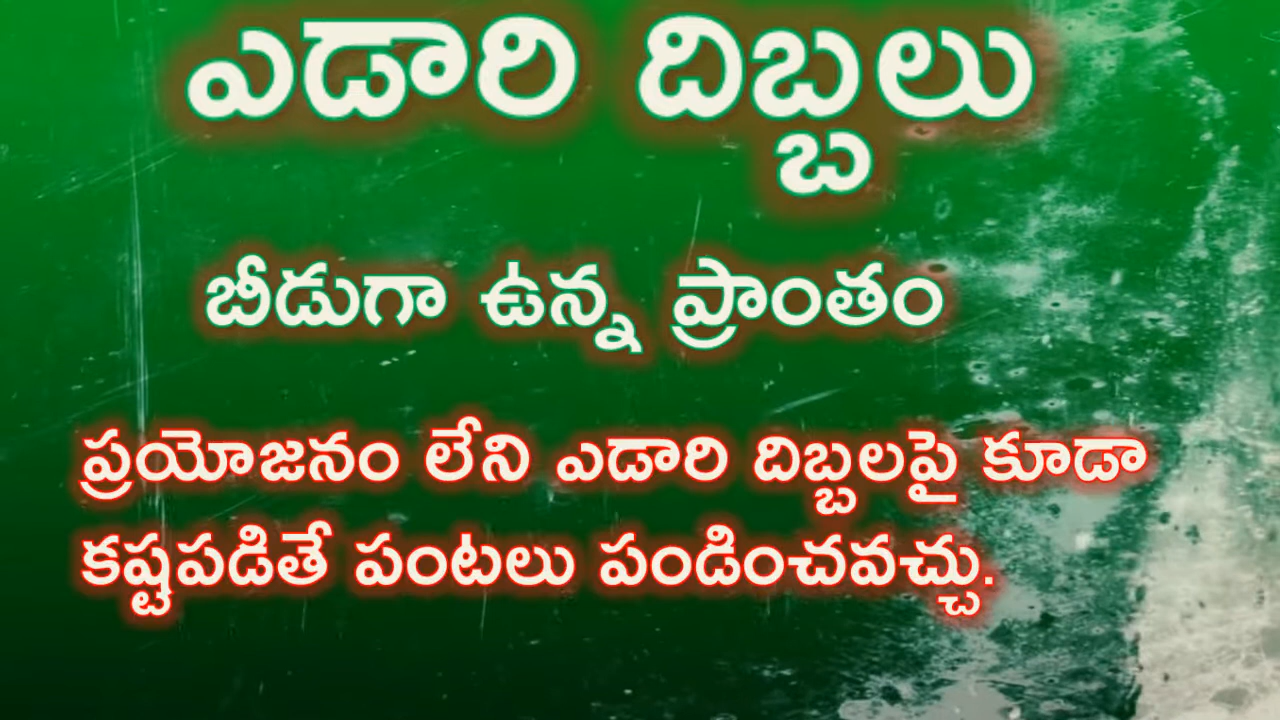 ఎడారి దిబ్బలు
బీడుగా ఉన్న ప్రాంతం
ప్రయోజనం లేని ఎడారి దిబ్బలపై కూడా
కష్టపడితే పంటలు పండించవచ్చు.